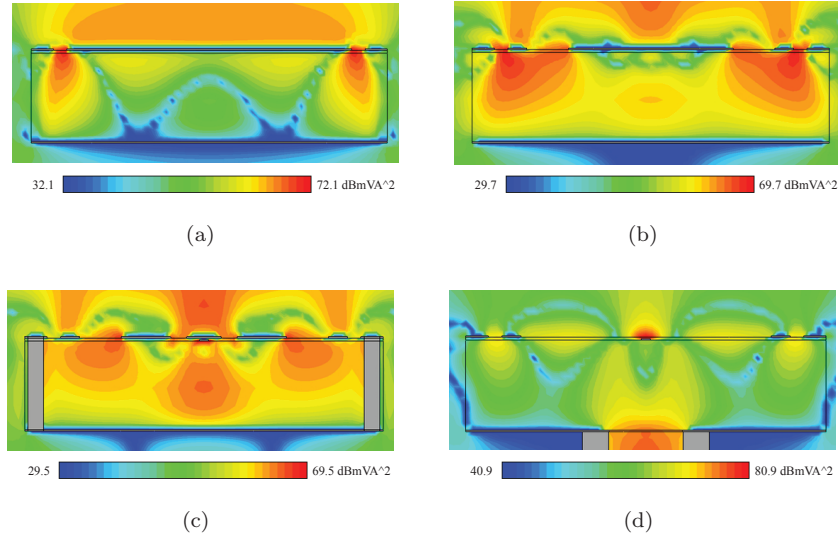 32.1 72.1 dBmVA^2
29.7 69.7 dBmVA^2
(a)
(b)
29.5 69.5 dBmVA^2
40.9 80.9 dBmVA^2
(c)
(d)